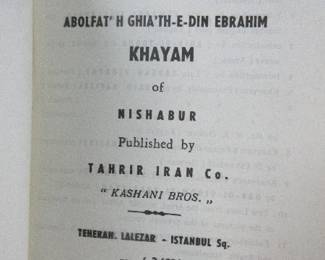 ABOLFAT'H GHIA'TH-E-DIN EBRAHIM
KHAYAM
of
NISHABUR
Published by
TAHRIR IRAN Co.
"KASHANI BROS.„
TEHERAN. LALEZAR - ISTANBUL Sq.